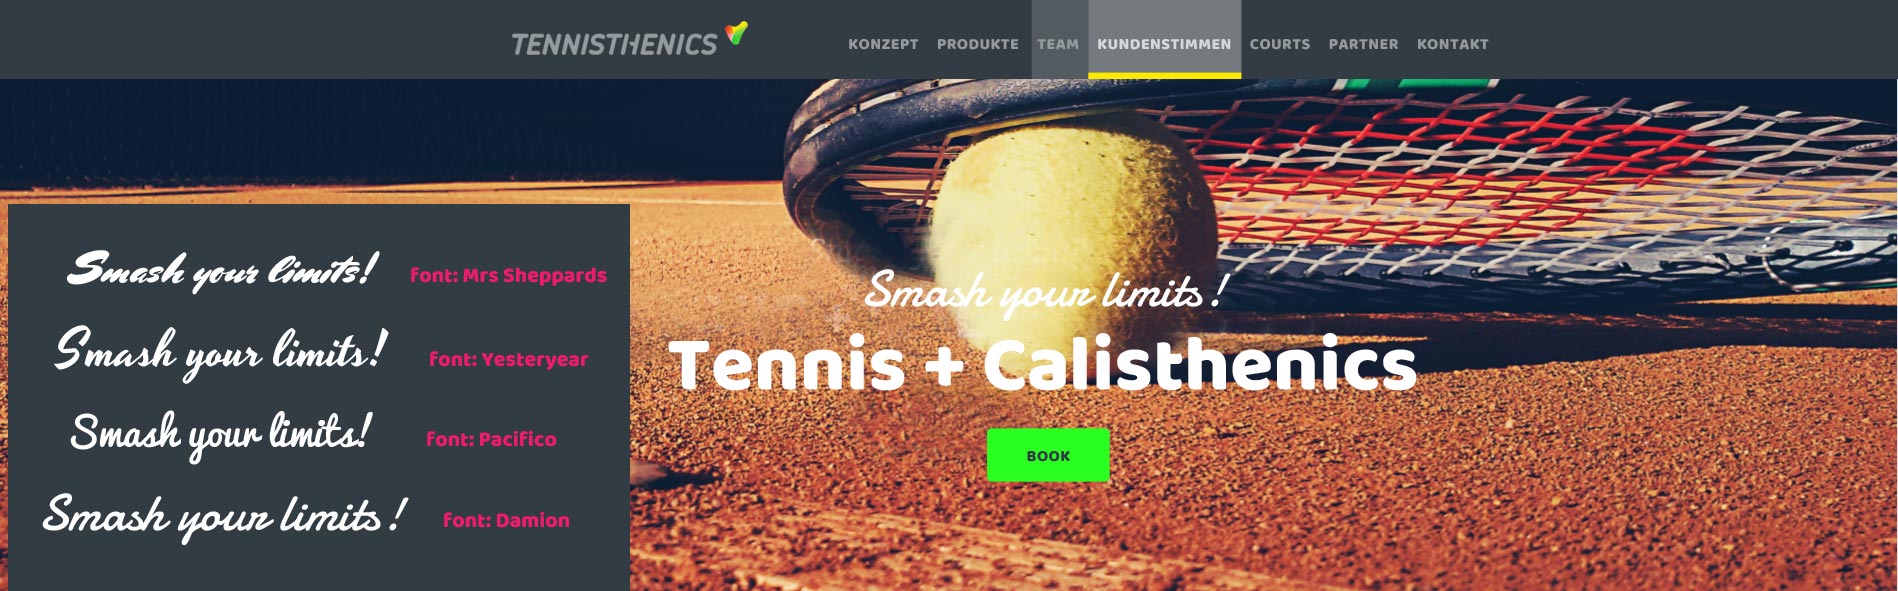 TENNISTHENICS
KONZEPT PRODUKTE TEAM KUNDENSTIMMEN COURTS PARTNER KONTAKT
Smash your limits! font: Mrs Sheppards
Smash your limits! font: Yesteryear
Smash your limits! font: Pacifico
Smash your limits! font: Damion
Smash your limits!
Tennis + Calisthenics
BOOK